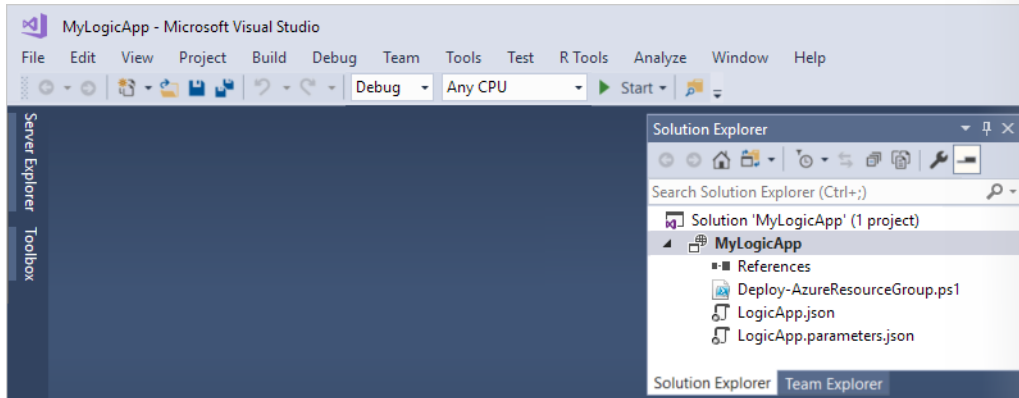 MyLogicApp - Microsoft Visual Studio
File Edit View Project Build Debug Team Tools Test R Tools Analyze Window Help
Debug Any CPU Start
Server Explorer
Toolbox
Solution Explorer
Search Solution Explorer (Ctrl+;)
Solution 'MyLogicApp' (1 project)
MyLogicApp
References
Deploy-AzureResourceGroup.ps1
LogicApp.json
LogicApp.parameters.json
Solution Explorer Team Explorer